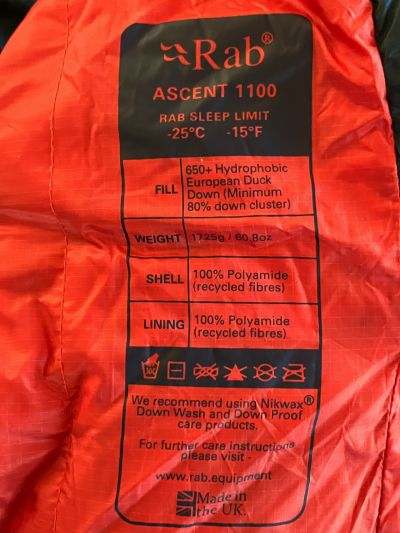 Rab®
ASCENT 1100
RAB SLEEP LIMIT
-25°C -15°F
FILL
650+ Hydrophobic
European Duck
Down (Minimum
80% down cluster)
WEIGHT
1725g / 60.8oz
SHELL
100% Polyamide
(recycled fibres)
LINING
100% Polyamide
(recycled fibres)
We recommend using Nikwax®
Down Wash and Down Proof
care products.
For further care instructions
please visit -
www.rab.equipment
Made in
the UK.